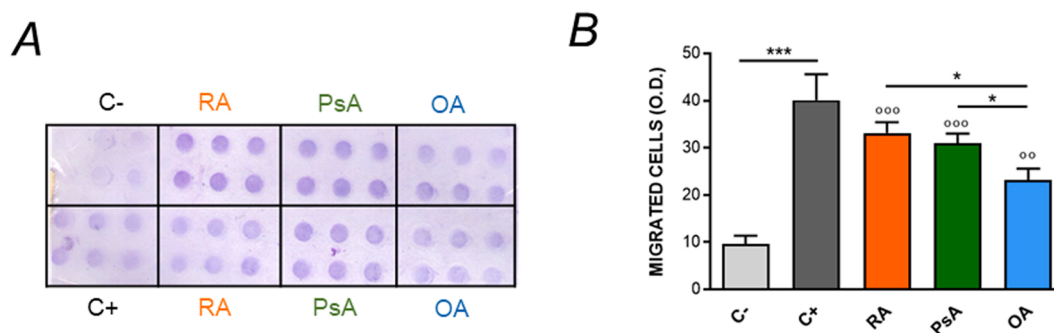 A
C- RA PsA OA
C+ RA PsA OA
B
MIGRATED CELLS (O.D.)
50
40
30
20
10
0
***
*
*
°°°
°°°
°°
C- C+ RA PsA OA